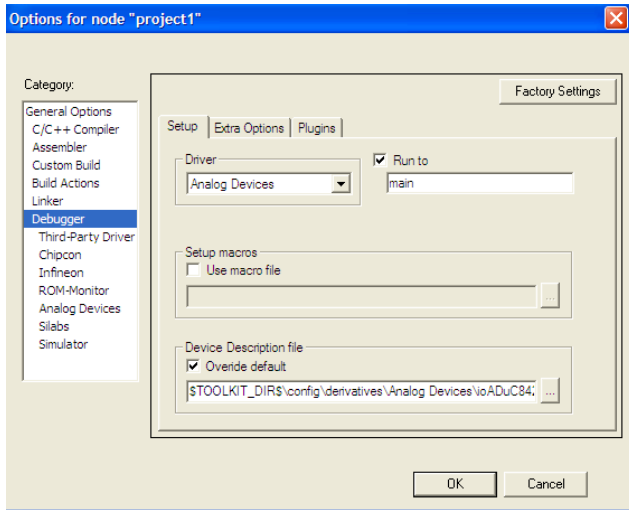 Options for node "project1"
Category:
Factory Settings
General Options
C/C++ Compiler
Assembler
Custom Build
Build Actions
Linker
Debugger
Third-Party Driver
Chipcon
Infineon
ROM-Monitor
Analog Devices
Silabs
Simulator
Setup
Extra Options
Plugins
Driver
Analog Devices
Run to
main
Setup macros
Use macro file
...
Device Description file
Overide default
$TOOLKIT_DIR$\config\derivatives\Analog Devices\ioADuC842
...
OK
Cancel